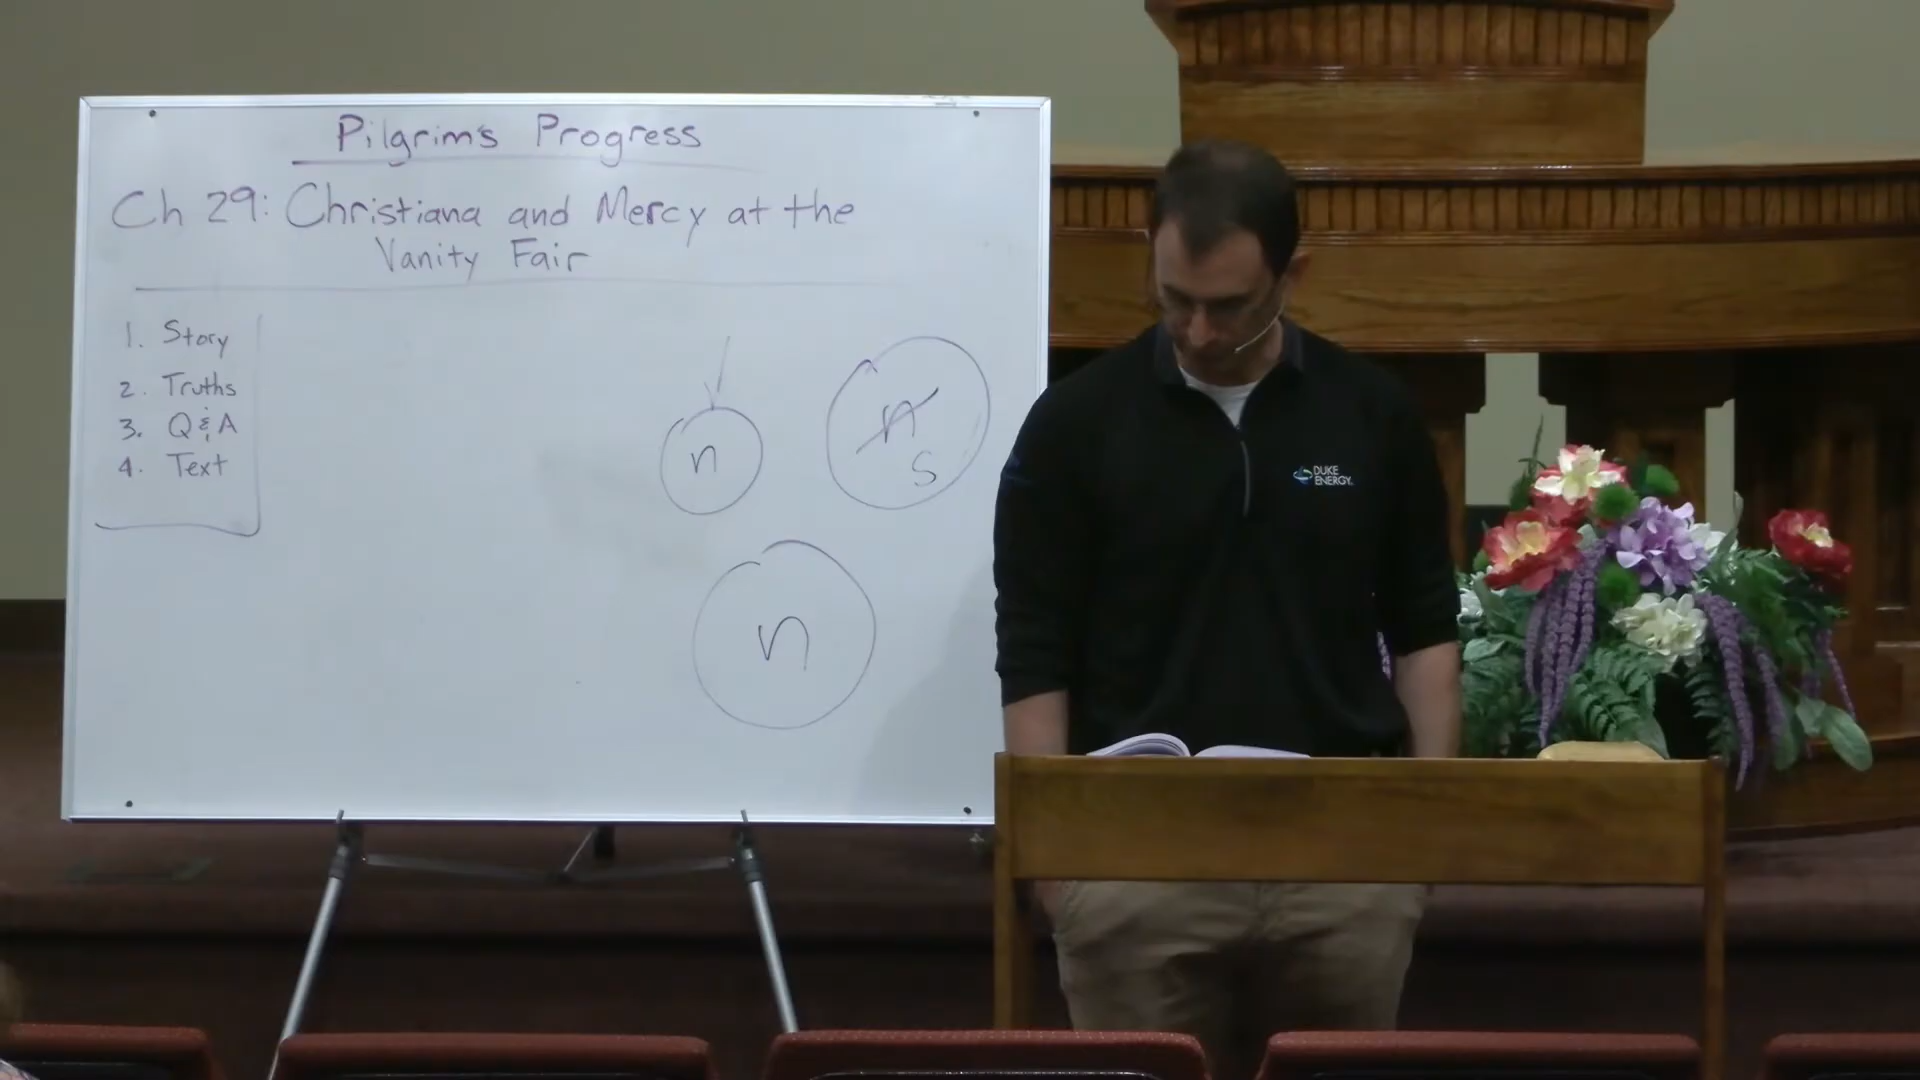 Pilgrim's Progress
Ch 29: Christiana and Mercy at the
Vanity Fair
1. Story
2. Truths
3. Q & A
4. Text
n
n
s
n
DUKE
ENERGY